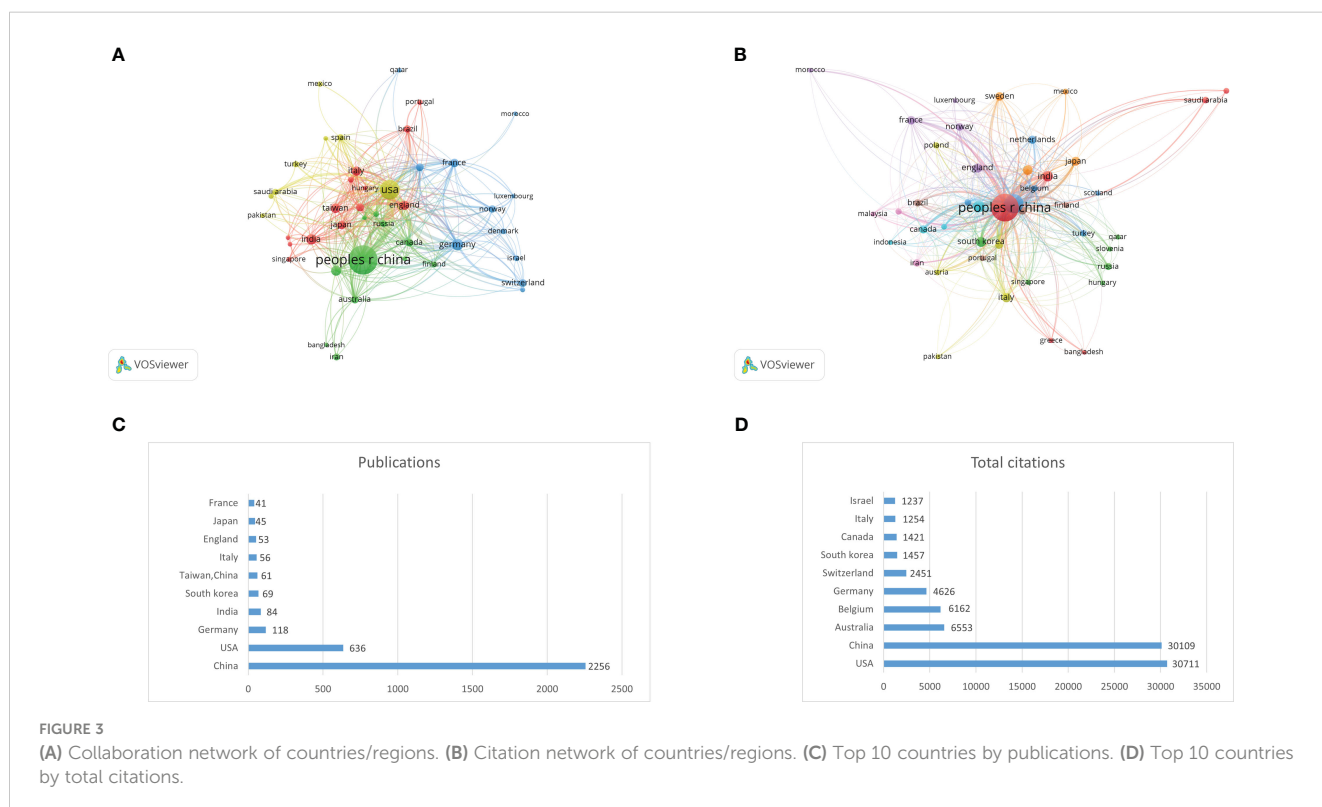 A
mexico
qatar
portugal
morocco
brazil
spain
france
turkey
italy
hungary
usa
saudi arabia
luxembourg
pakistan
taiwan
england
norway
russia
japan
denmark
india
canada
germany
singapore
peoples r china
finland
israel
switzerland
australia
bangladesh
iran
VOSviewer
B
morocco
luxembourg
sweden
mexico
saudi arabia
france
norway
netherlands
poland
japan
england
india
belgium
scotland
brazil
peoples r china
finland
malaysia
canada
turkey
indonesia
south korea
qatar
slovenia
portugal
iran
austria
russia
singapore
hungary
italy
greece
bangladesh
pakistan
VOSviewer
C
Publications
France 41
Japan 45
England 53
Italy 56
Taiwan,China 61
South korea 69
India 84
Germany 118
USA 636
China 2256
0 500 1000 1500 2000 2500
D
Total citations
Israel 1237
Italy 1254
Canada 1421
South korea 1457
Switzerland 2451
Germany 4626
Belgium 6162
Australia 6553
China 30109
USA 30711
0 5000 10000 15000 20000 25000 30000 35000
FIGURE 3
(A) Collaboration network of countries/regions. (B) Citation network of countries/regions. (C) Top 10 countries by publications. (D) Top 10 countries
by total citations.